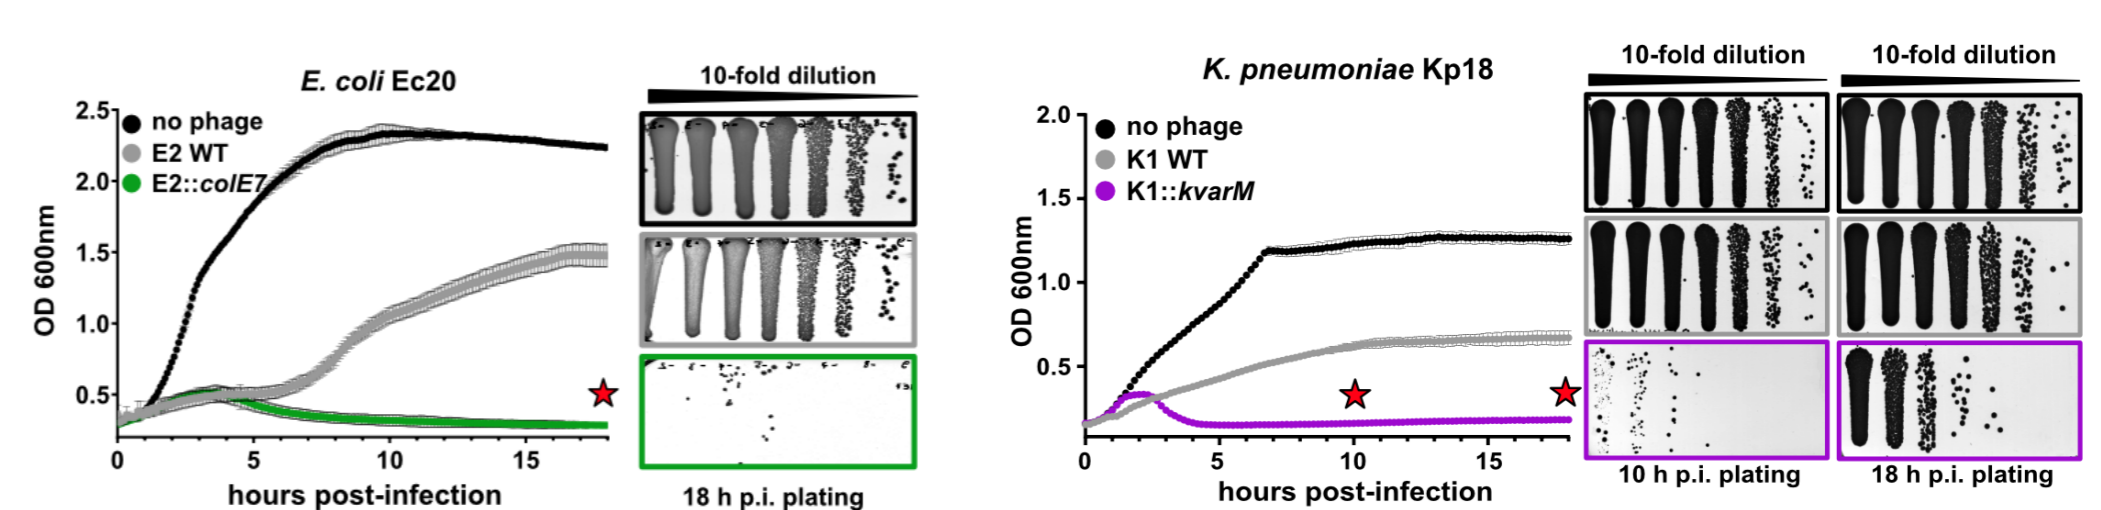 E. coli Ec20
10-fold dilution
2.5
2.0
1.5
1.0
0.5
OD 600nm
no phage
E2 WT
E2::colE7
0
5
10
15
hours post-infection
18 h p.i. plating
K. pneumoniae Kp18
10-fold dilution
10-fold dilution
2.0
1.5
1.0
0.5
OD 600nm
no phage
K1 WT
K1::kvarM
0
5
10
15
hours post-infection
10 h p.i. plating
18 h p.i. plating